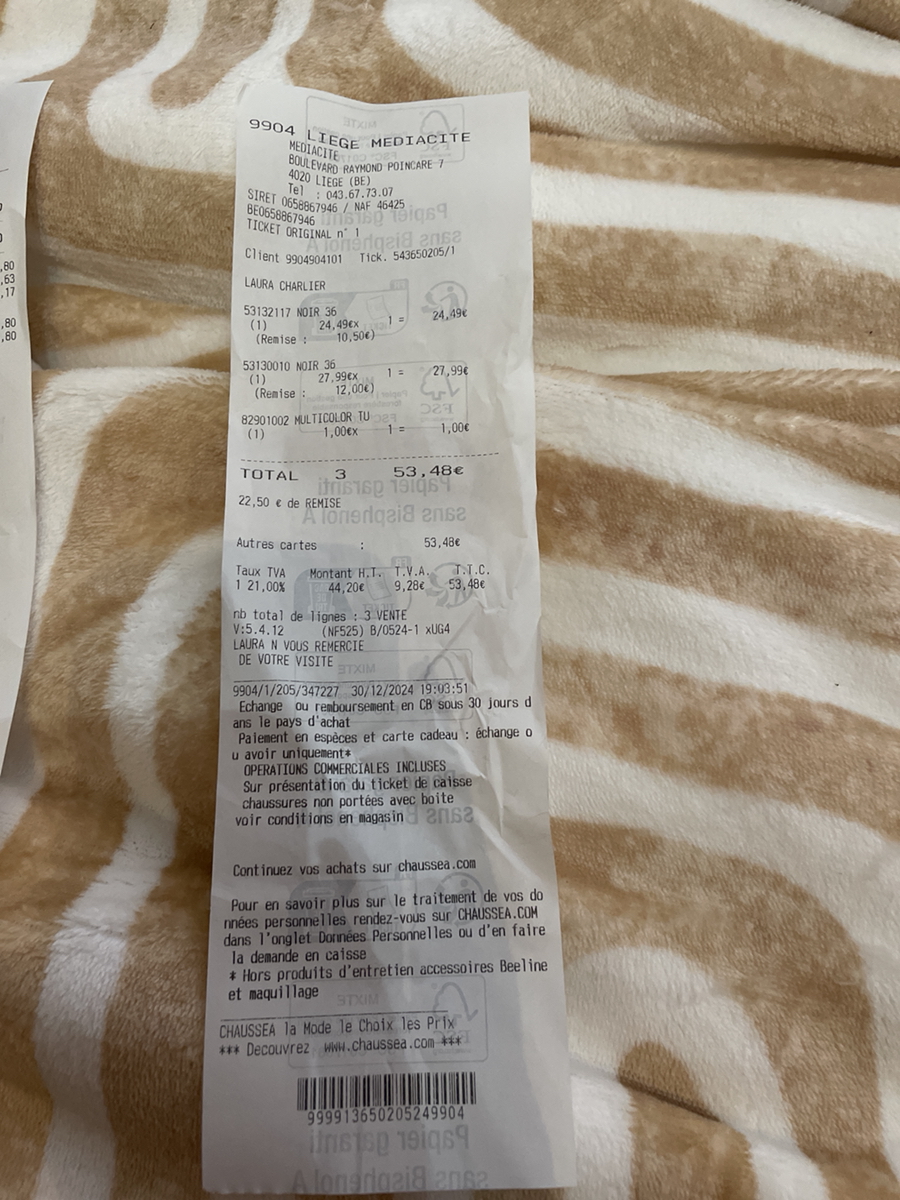 9904 LIEGE MEDIACITE
MEDIACITE
BOULEVARD RAYMOND POINCARE 7
4020 LIEGE (BE)
Tel : 043.67.73.07
SIRET 0658867946 / NAF 46425
BE0658867946
TICKET ORIGINAL n° 1
Client 9904904101 Tick. 543650205/1
LAURA CHARLIER
53132117 NOIR 36
(1) 24,49€x 1 = 24,49€
(Remise : 10,50€)
53130010 NOIR 36
(1) 27,99€x 1 = 27,99€
(Remise : 12,00€)
82901002 MULTICOLOR TU
(1) 1,00€x 1 = 1,00€
TOTAL 3 53,48€
22,50 € de REMISE
Autres cartes : 53,48€
Taux TVA Montant H.T. T.V.A. T.T.C.
1 21,00% 44,20€ 9,28€ 53,48€
nb total de lignes : 3 VENTE
V:5.4.12 (NF525) B/0524-1 xUG4
LAURA N VOUS REMERCIE
DE VOTRE VISITE
9904/1/205/347227 30/12/2024 19:03:51
Echange ou remboursement en CB sous 30 jours d
ans le pays d'achat
Paiement en espèces et carte cadeau : échange o
u avoir uniquement*
OPERATIONS COMMERCIALES INCLUSES
Sur présentation du ticket de caisse
chaussures non portées avec boite
voir conditions en magasin
Continuez vos achats sur chaussea.com
Pour en savoir plus sur le traitement de vos do
nnées personnelles rendez-vous sur CHAUSSEA.COM
dans l'onglet Données Personnelles ou d'en faire
la demande en caisse
* Hors produits d'entretien accessoires Beeline
et maquillage
CHAUSSEA la Mode le Choix les Prix
*** Decouvrez www.chaussea.com ***
999913650205249904
,80
,63
,17
,80
,80